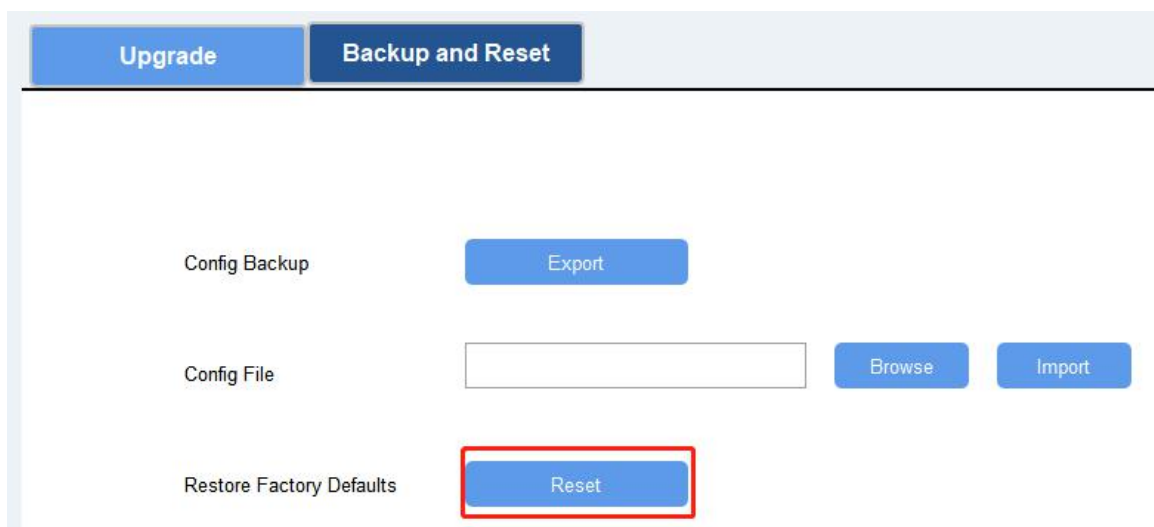 Upgrade Backup and Reset
Config Backup Export
Config File Browse Import
Restore Factory Defaults Reset